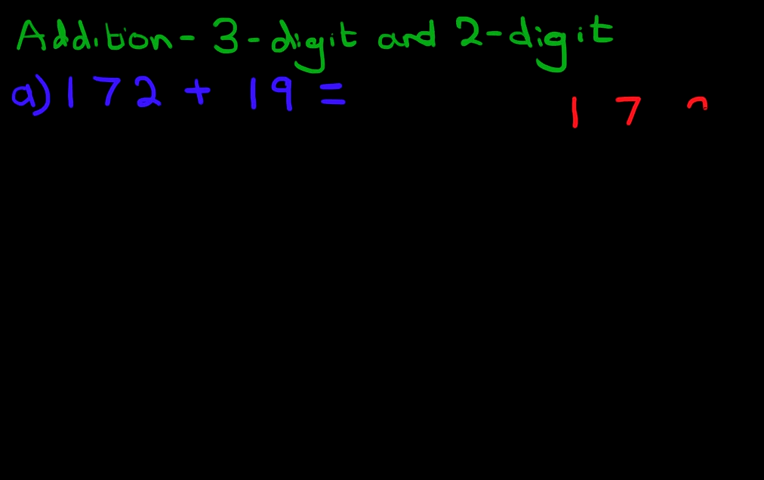 Addition - 3-digit and 2-digit
a) 172 + 19 =
1 7